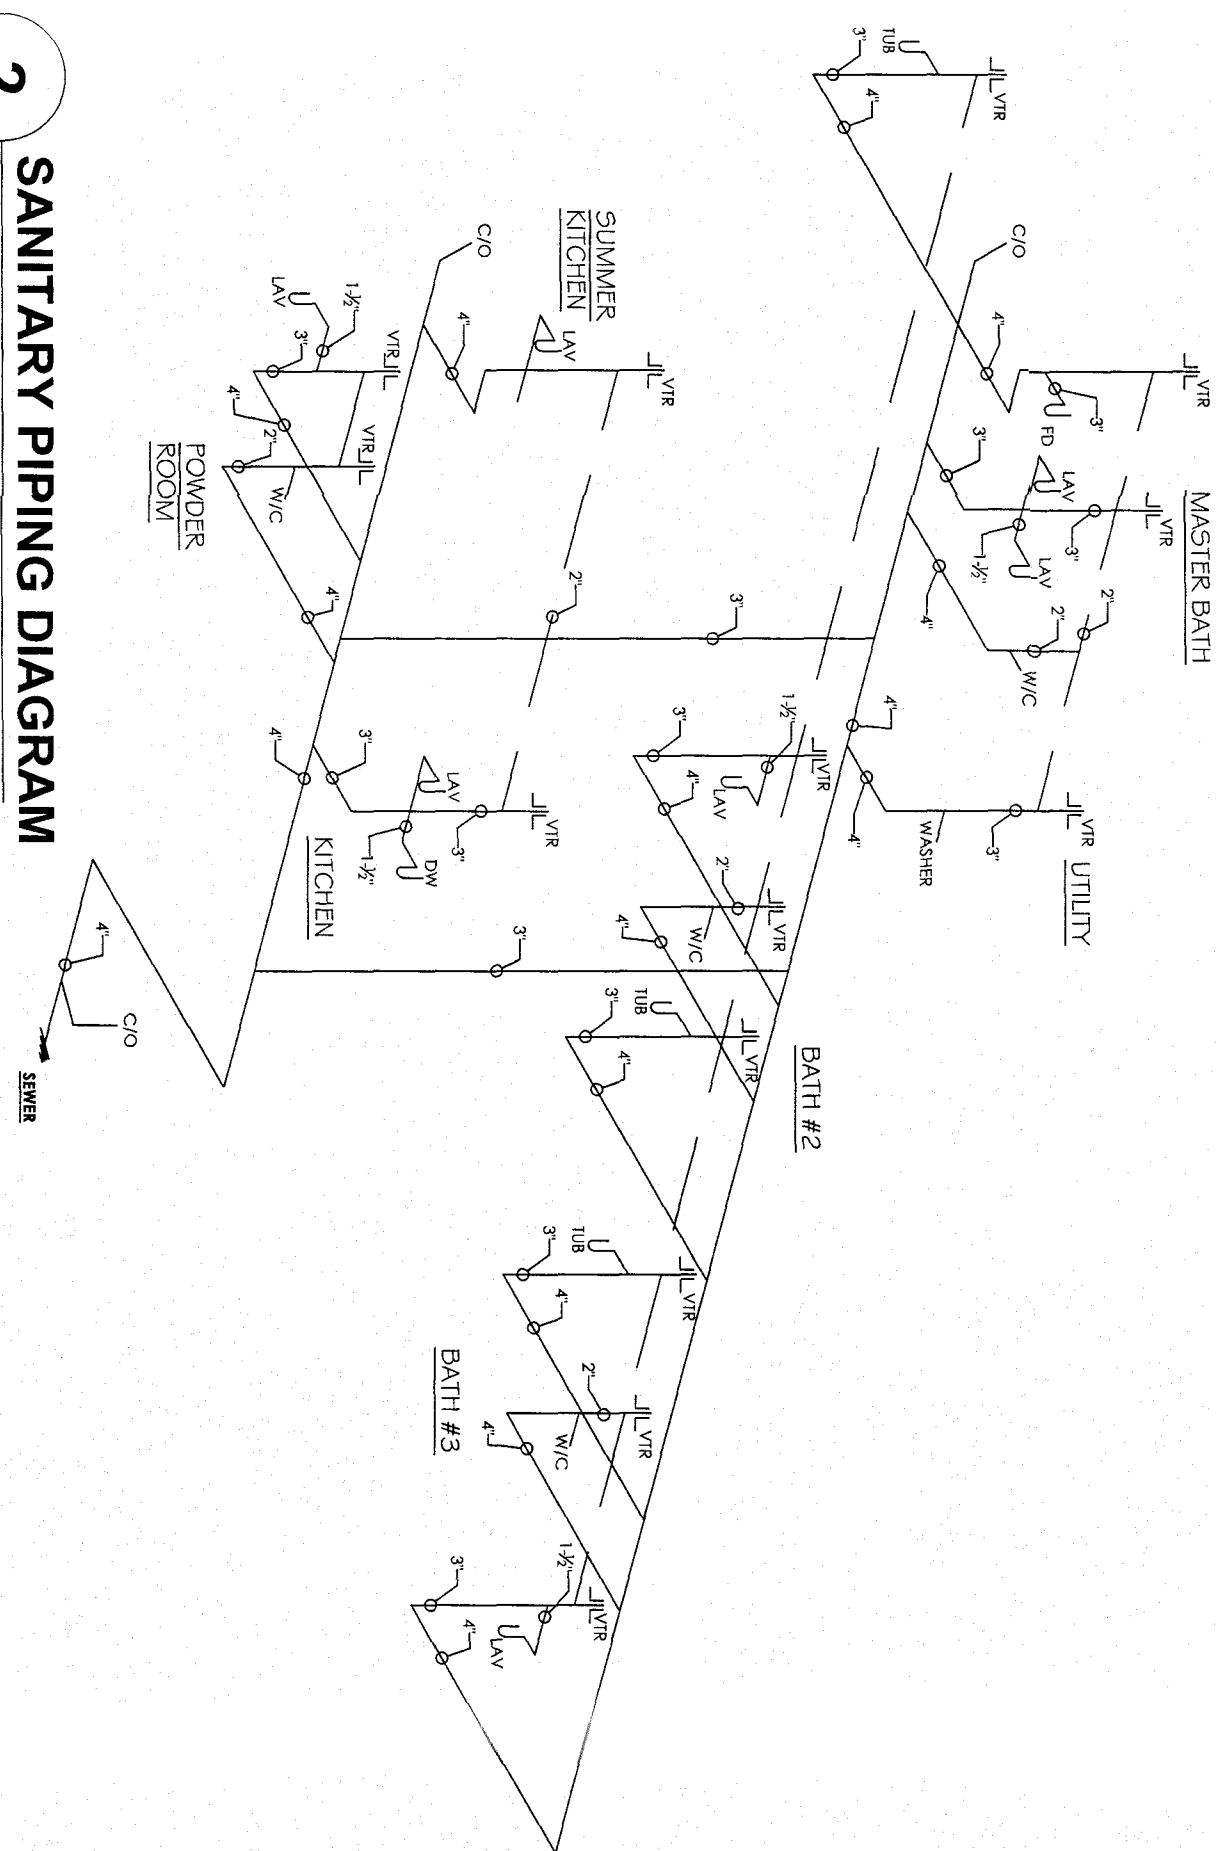 MASTER BATH
VTR
3"
FD
LAV
VTR
3"
LAV
1-½"
3"
2"
2"
W/C
4"
4"
UTILITY
VTR
3"
WASHER
4"
4"
C/O
VTR
TUB
3"
4"
SUMMER
KITCHEN
VTR
LAV
4"
C/O
2"
3"
VTR
1-½"
LAV
3"
4"
VTR
2"
W/C
4"
BATH #2
VTR
TUB
3"
4"
3"
VTR
TUB
3"
4"
BATH #3
VTR
2"
W/C
4"
VTR
1-½"
LAV
3"
4"
VTR
1-½"
LAV
3"
4"
VTR
2"
W/C
4"
POWDER
ROOM
KITCHEN
VTR
LAV
DW
3"
1-½"
3"
4"
4"
C/O
SEWER
2
SANITARY PIPING DIAGRAM